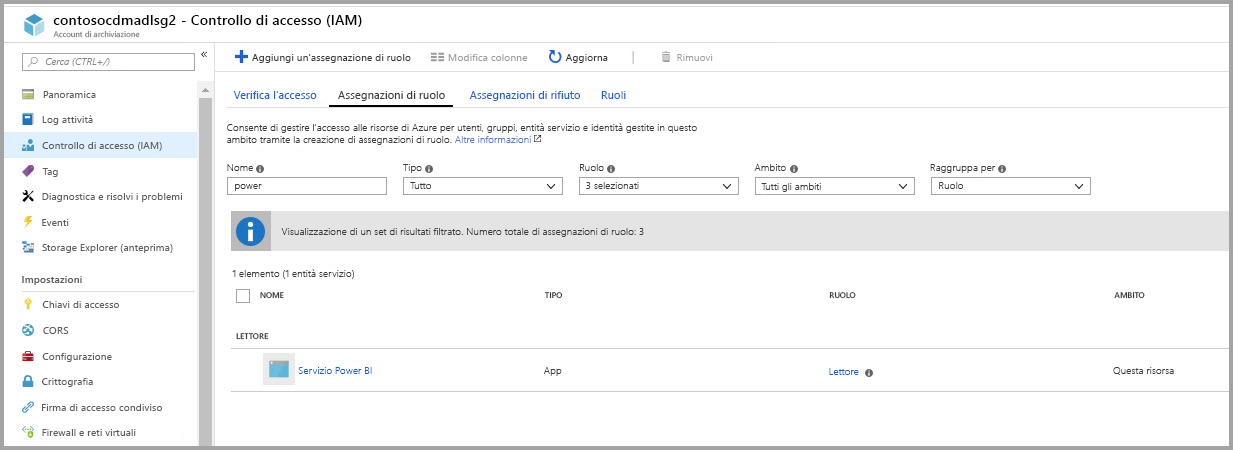 contosocdmadlsg2 - Controllo di accesso (IAM)
Account di archiviazione
Cerca (CTRL+/)
«
Aggiungi un'assegnazione di ruolo
Modifica colonne
Aggiorna
Rimuovi
Panoramica
Log attività
Controllo di accesso (IAM)
Tag
Diagnostica e risolvi i problemi
Eventi
Storage Explorer (anteprima)
Impostazioni
Chiavi di accesso
CORS
Configurazione
Crittografia
Firma di accesso condiviso
Firewall e reti virtuali
Verifica l'accesso
Assegnazioni di ruolo
Assegnazioni di rifiuto
Ruoli
Consente di gestire l'accesso alle risorse di Azure per utenti, gruppi, entità servizio e identità gestite in questo
ambito tramite la creazione di assegnazioni di ruolo. Altre informazioni
Nome
Tipo
Ruolo
Ambito
Raggruppa per
power
Tutto
3 selezionati
Tutti gli ambiti
Ruolo
Visualizzazione di un set di risultati filtrato. Numero totale di assegnazioni di ruolo: 3
1 elemento (1 entità servizio)
NOME
TIPO
RUOLO
AMBITO
LETTORE
Servizio Power BI
App
Lettore
Questa risorsa